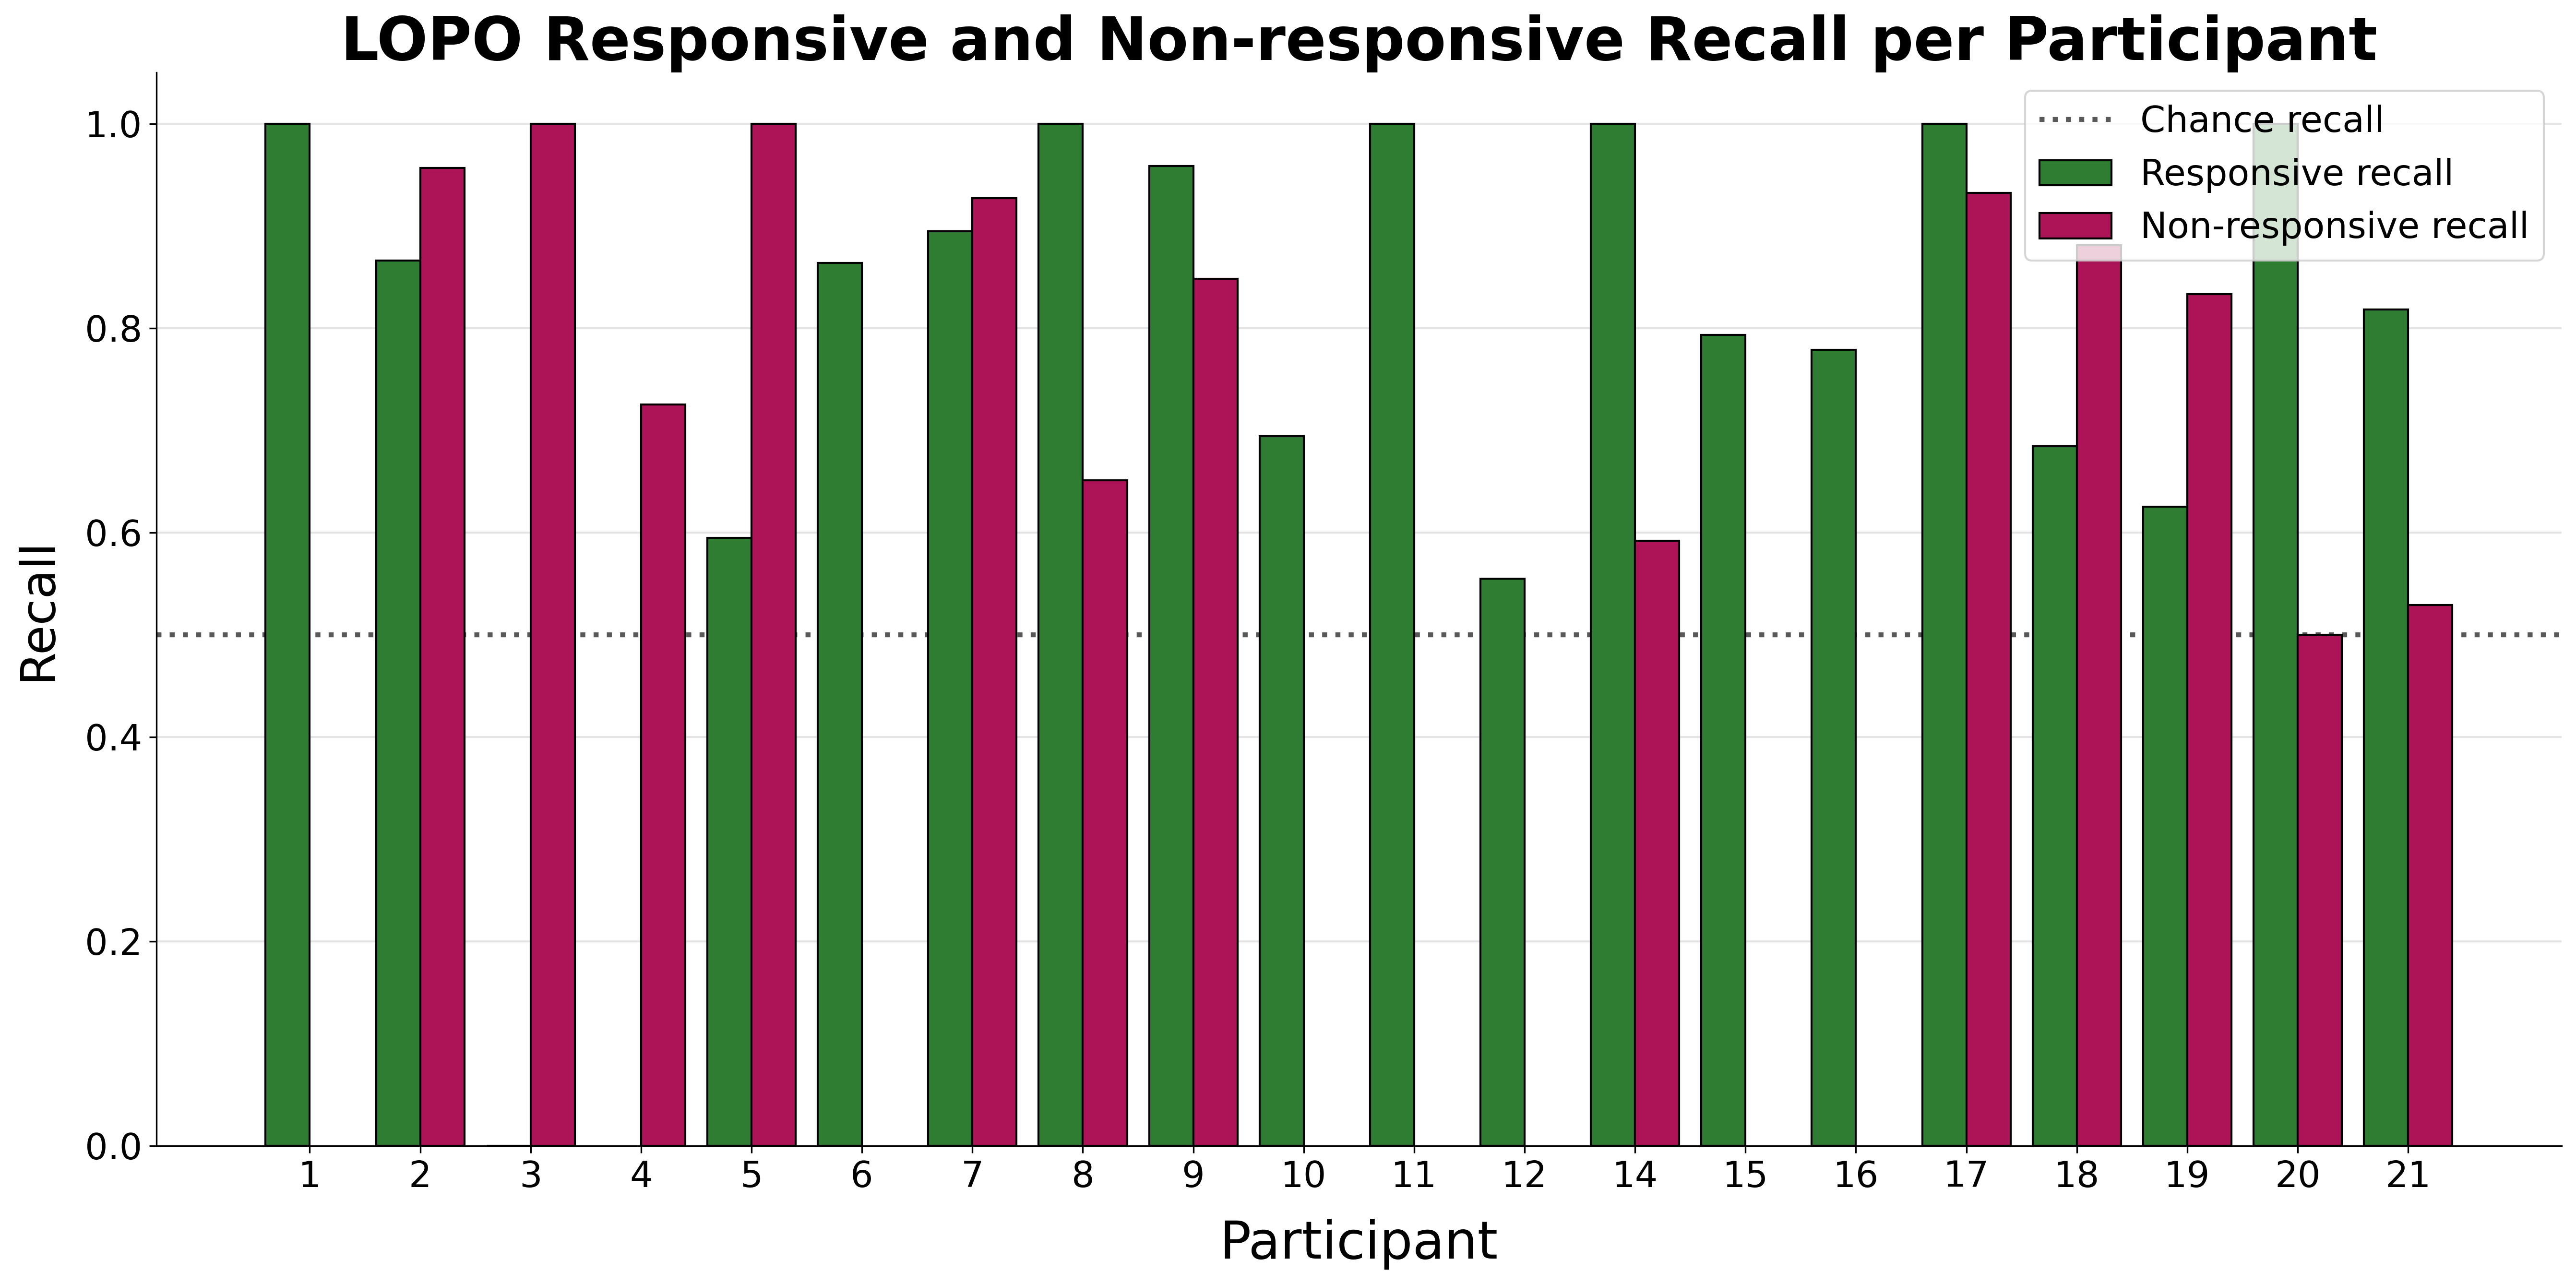 LOPO Responsive and Non-responsive Recall per Participant
Chance recall
Responsive recall
Non-responsive recall
1.0
0.8
0.6
0.4
0.2
0.0
Recall
1 2 3 4 5 6 7 8 9 10 11 12 14 15 16 17 18 19 20 21
Participant